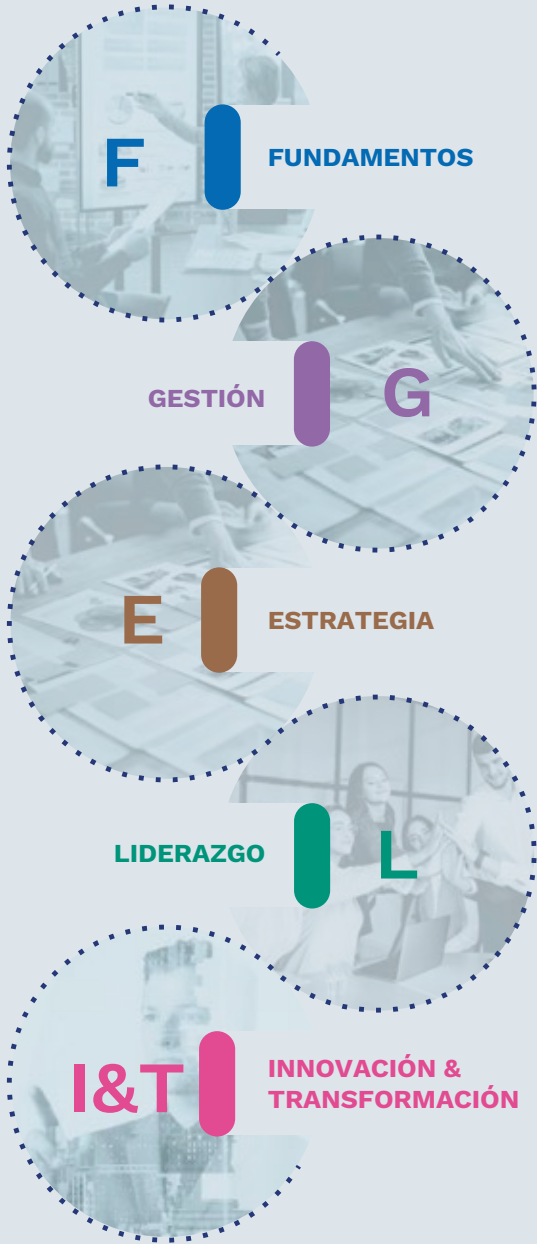 F
FUNDAMENTOS
GESTIÓN
G
E
ESTRATEGIA
LIDERAZGO
L
I&T
INNOVACIÓN &
TRANSFORMACIÓN